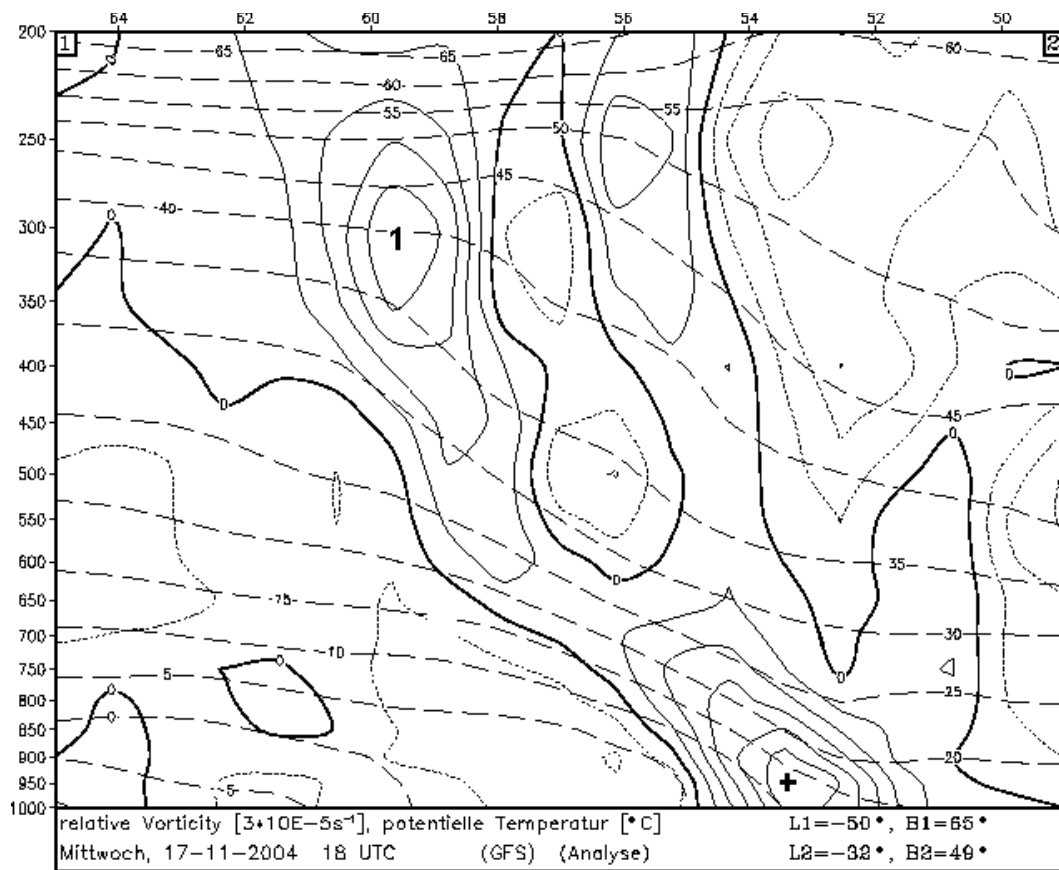 64 62 60 58 56 54 52 50
200 1 65 65 60 2
0 0
60
55 55
250 50
45
40
300 0 1
350
400 0
45
450 0 0
500
550
35
600 0
650 15
700 30
10
750 0 0
5 25
800 0
0
850
900 20
950 -5 +
1000
relative Vorticity [3*10E-5s⁻¹], potentielle Temperatur [°C] L1=-50°, B1=65°
Mittwoch, 17-11-2004 18 UTC (GFS) (Analyse) L2=-32°, B2=49°